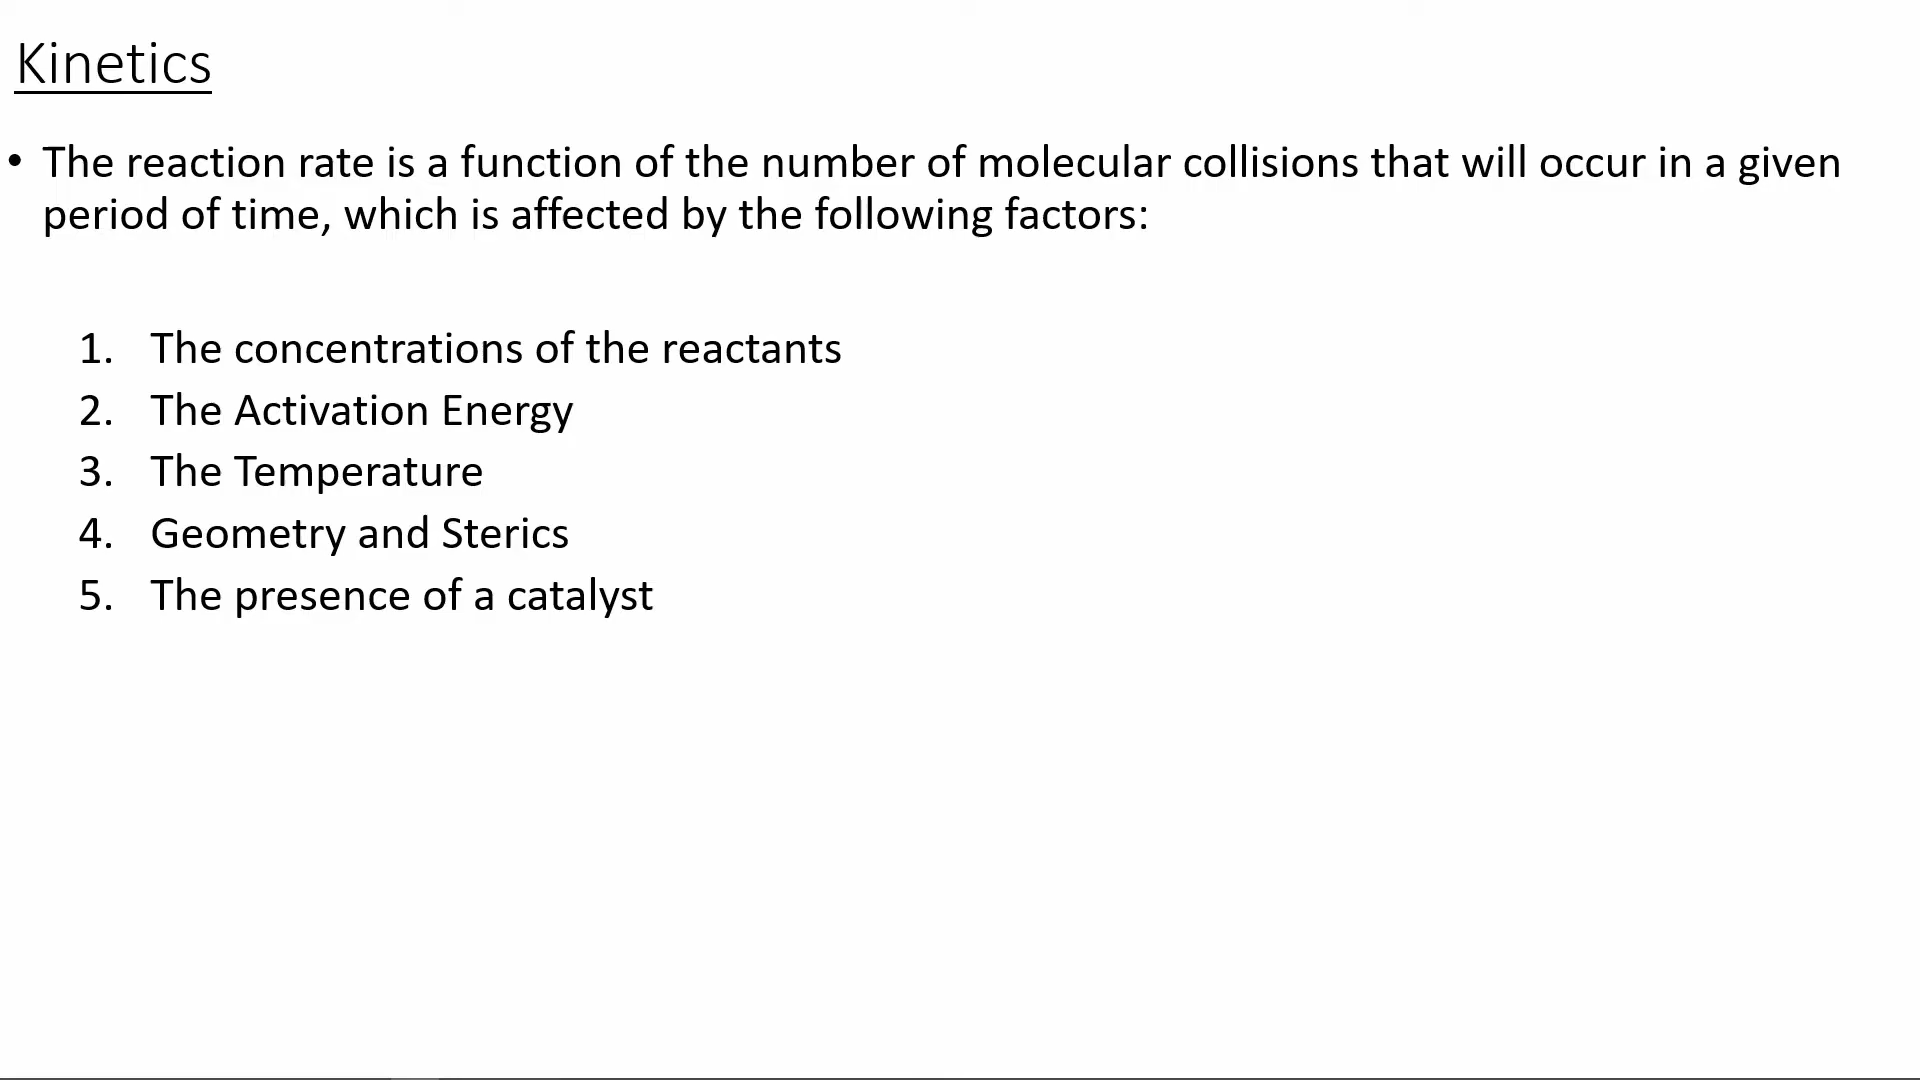 Kinetics
• The reaction rate is a function of the number of molecular collisions that will occur in a given
period of time, which is affected by the following factors:
1. The concentrations of the reactants
2. The Activation Energy
3. The Temperature
4. Geometry and Sterics
5. The presence of a catalyst